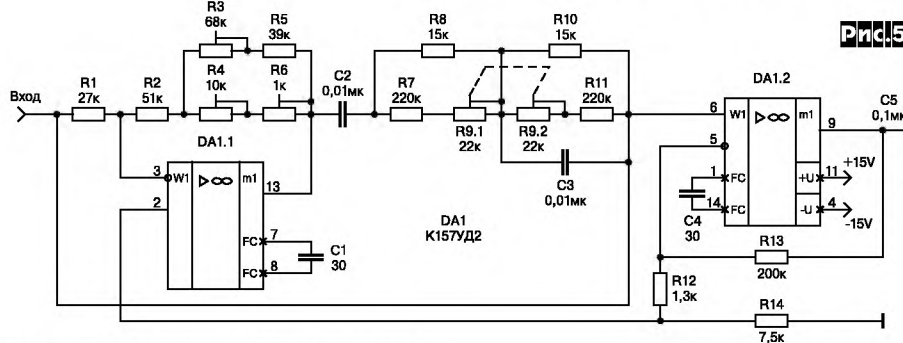 R3
68к
R5
39к
R8
15к
R10
15к
Рис.5
R1
27к
R2
51к
R4
10к
R6
1к
C2
0,01мк
R7
220к
R11
220к
Вход
R9.1
22к
R9.2
22к
DA1.2
C5
0,1мк
DA1.1
C3
0,01мк
6
W1
▷∞
m1
9
5
+U
11
+15V
1
FC
-U
4
-15V
14
FC
C4
30
3
W1
▷∞
m1
13
2
FC
7
FC
8
C1
30
DA1
К157УД2
R13
200к
R12
1,3к
R14
7,5к